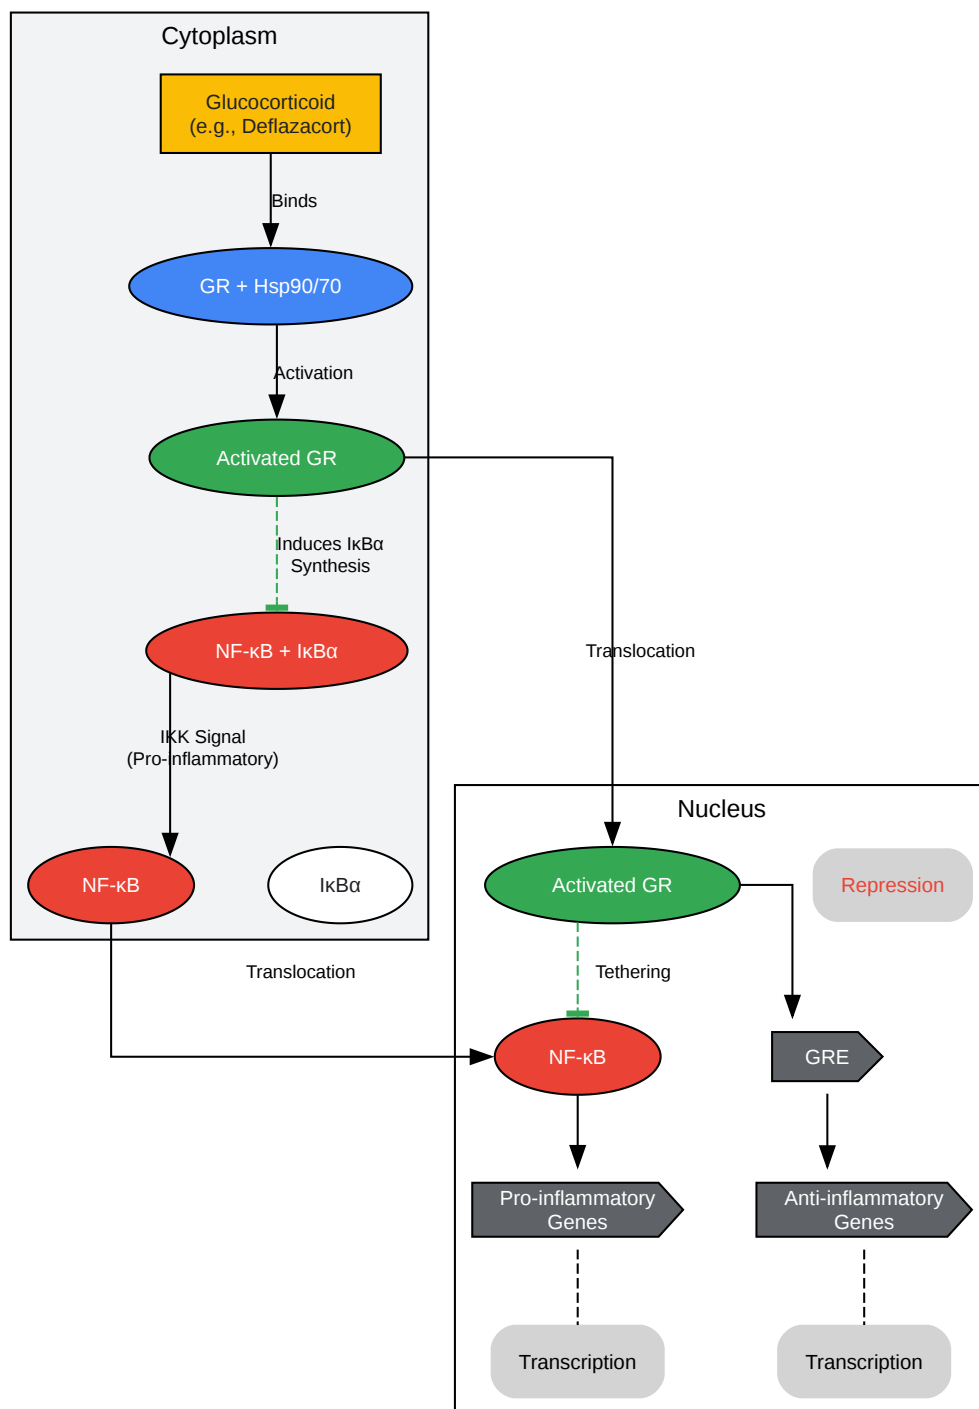 Cytoplasm
Glucocorticoid
(e.g., Deflazacort)
Binds
GR + Hsp90/70
Activation
Activated GR
Induces IκBα
Synthesis
NF-κB + IκBα
Translocation
IKK Signal
(Pro-inflammatory)
Nucleus
NF-κB
IκBα
Activated GR
Repression
Translocation
Tethering
NF-κB
GRE
Pro-inflammatory
Genes
Anti-inflammatory
Genes
Transcription
Transcription